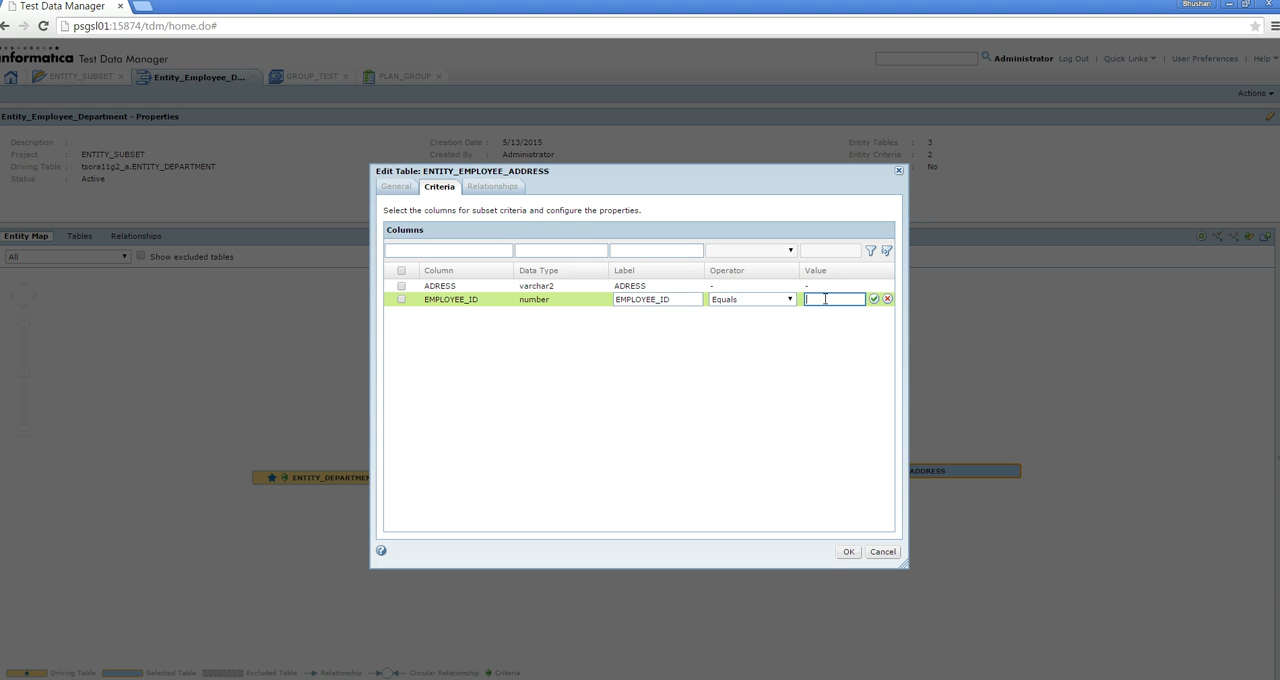 Test Data Manager
Bhushan
psgsl01:15874/tdm/home.do#
nformatica Test Data Manager
Administrator Log Out | Quick Links | User Preferences | Help
ENTITY_SUBSET Entity_Employee_D... GROUP_TEST PLAN_GROUP
Actions
Entity_Employee_Department - Properties
Description : Creation Date : 5/13/2015 Entity Tables : 3
Project : ENTITY_SUBSET Created By : Administrator Entity Criteria : 2
Driving Table : tsora11g2_a.ENTITY_DEPARTMENT : No
Status : Active
Edit Table: ENTITY_EMPLOYEE_ADDRESS
General Criteria Relationships
Select the columns for subset criteria and configure the properties.
Columns
Column Data Type Label Operator Value
ADRESS varchar2 ADRESS - -
EMPLOYEE_ID number EMPLOYEE_ID Equals
OK Cancel
Entity Map Tables Relationships
All Show excluded tables
ENTITY_DEPARTMEN ADDRESS
Driving Table Selected Table Excluded Table Relationship Circular Relationship Criteria